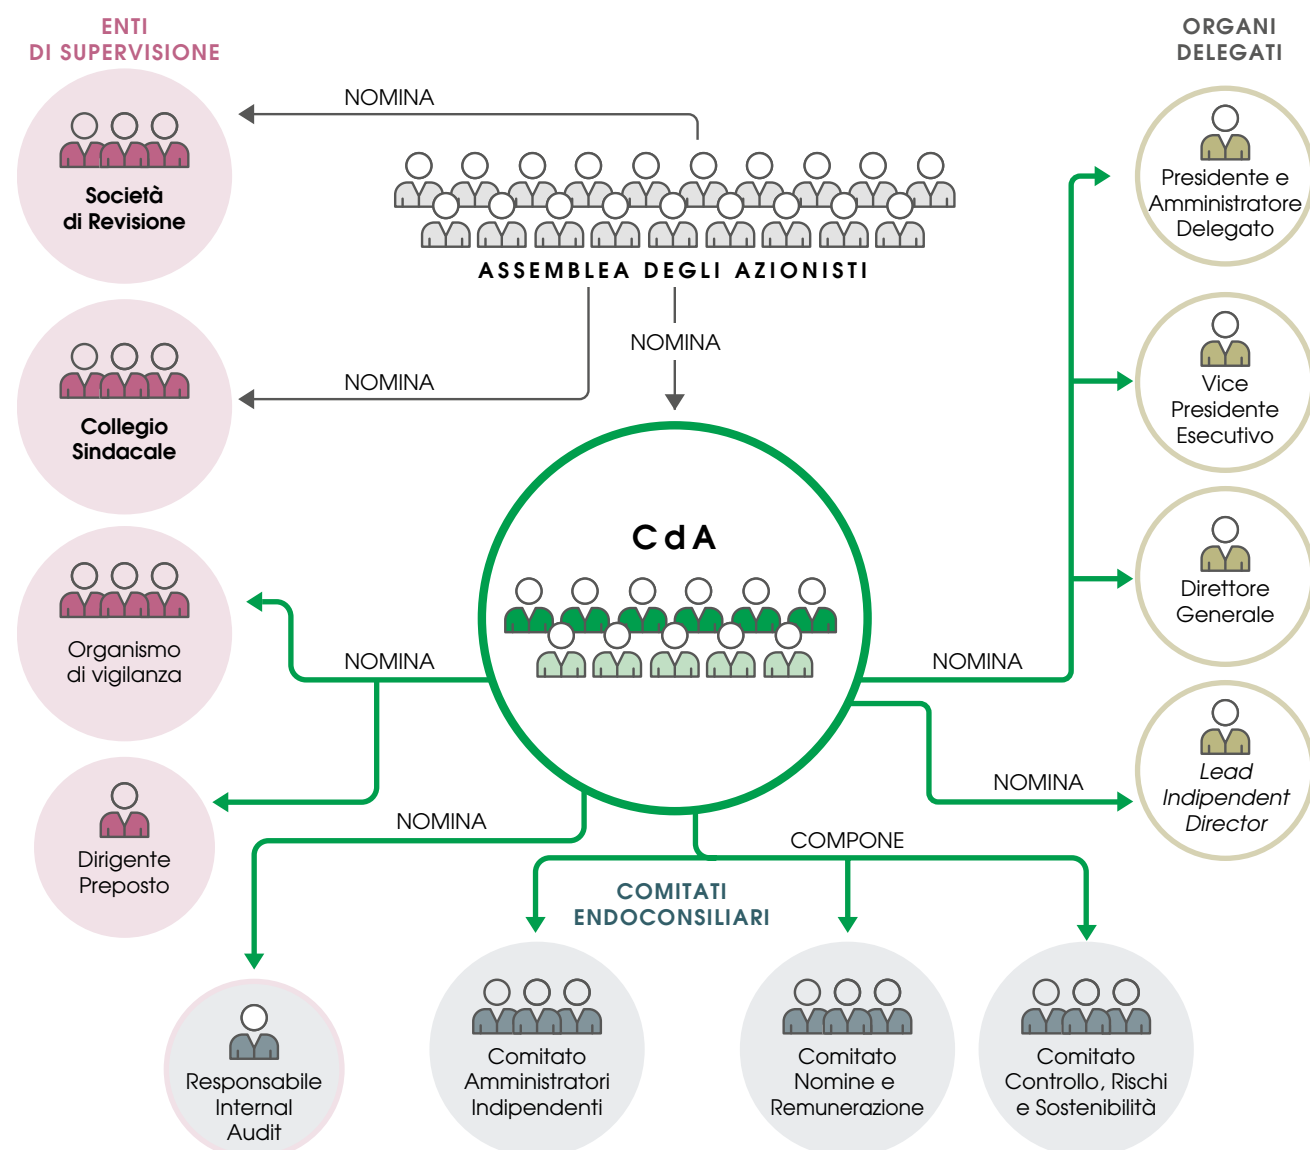 ENTI
DI SUPERVISIONE
ORGANI
DELEGATI
NOMINA
Società
di Revisione
ASSEMBLEA DEGLI AZIONISTI
Presidente e
Amministratore
Delegato
NOMINA
NOMINA
Collegio
Sindacale
Vice
Presidente
Esecutivo
CdA
Organismo
di vigilanza
NOMINA
NOMINA
Direttore
Generale
NOMINA
Lead
Indipendent
Director
NOMINA
COMPONE
Dirigente
Preposto
COMITATI
ENDOCONSILIARI
Responsabile
Internal
Audit
Comitato
Amministratori
Indipendenti
Comitato
Nomine e
Remunerazione
Comitato
Controllo, Rischi
e Sostenibilità